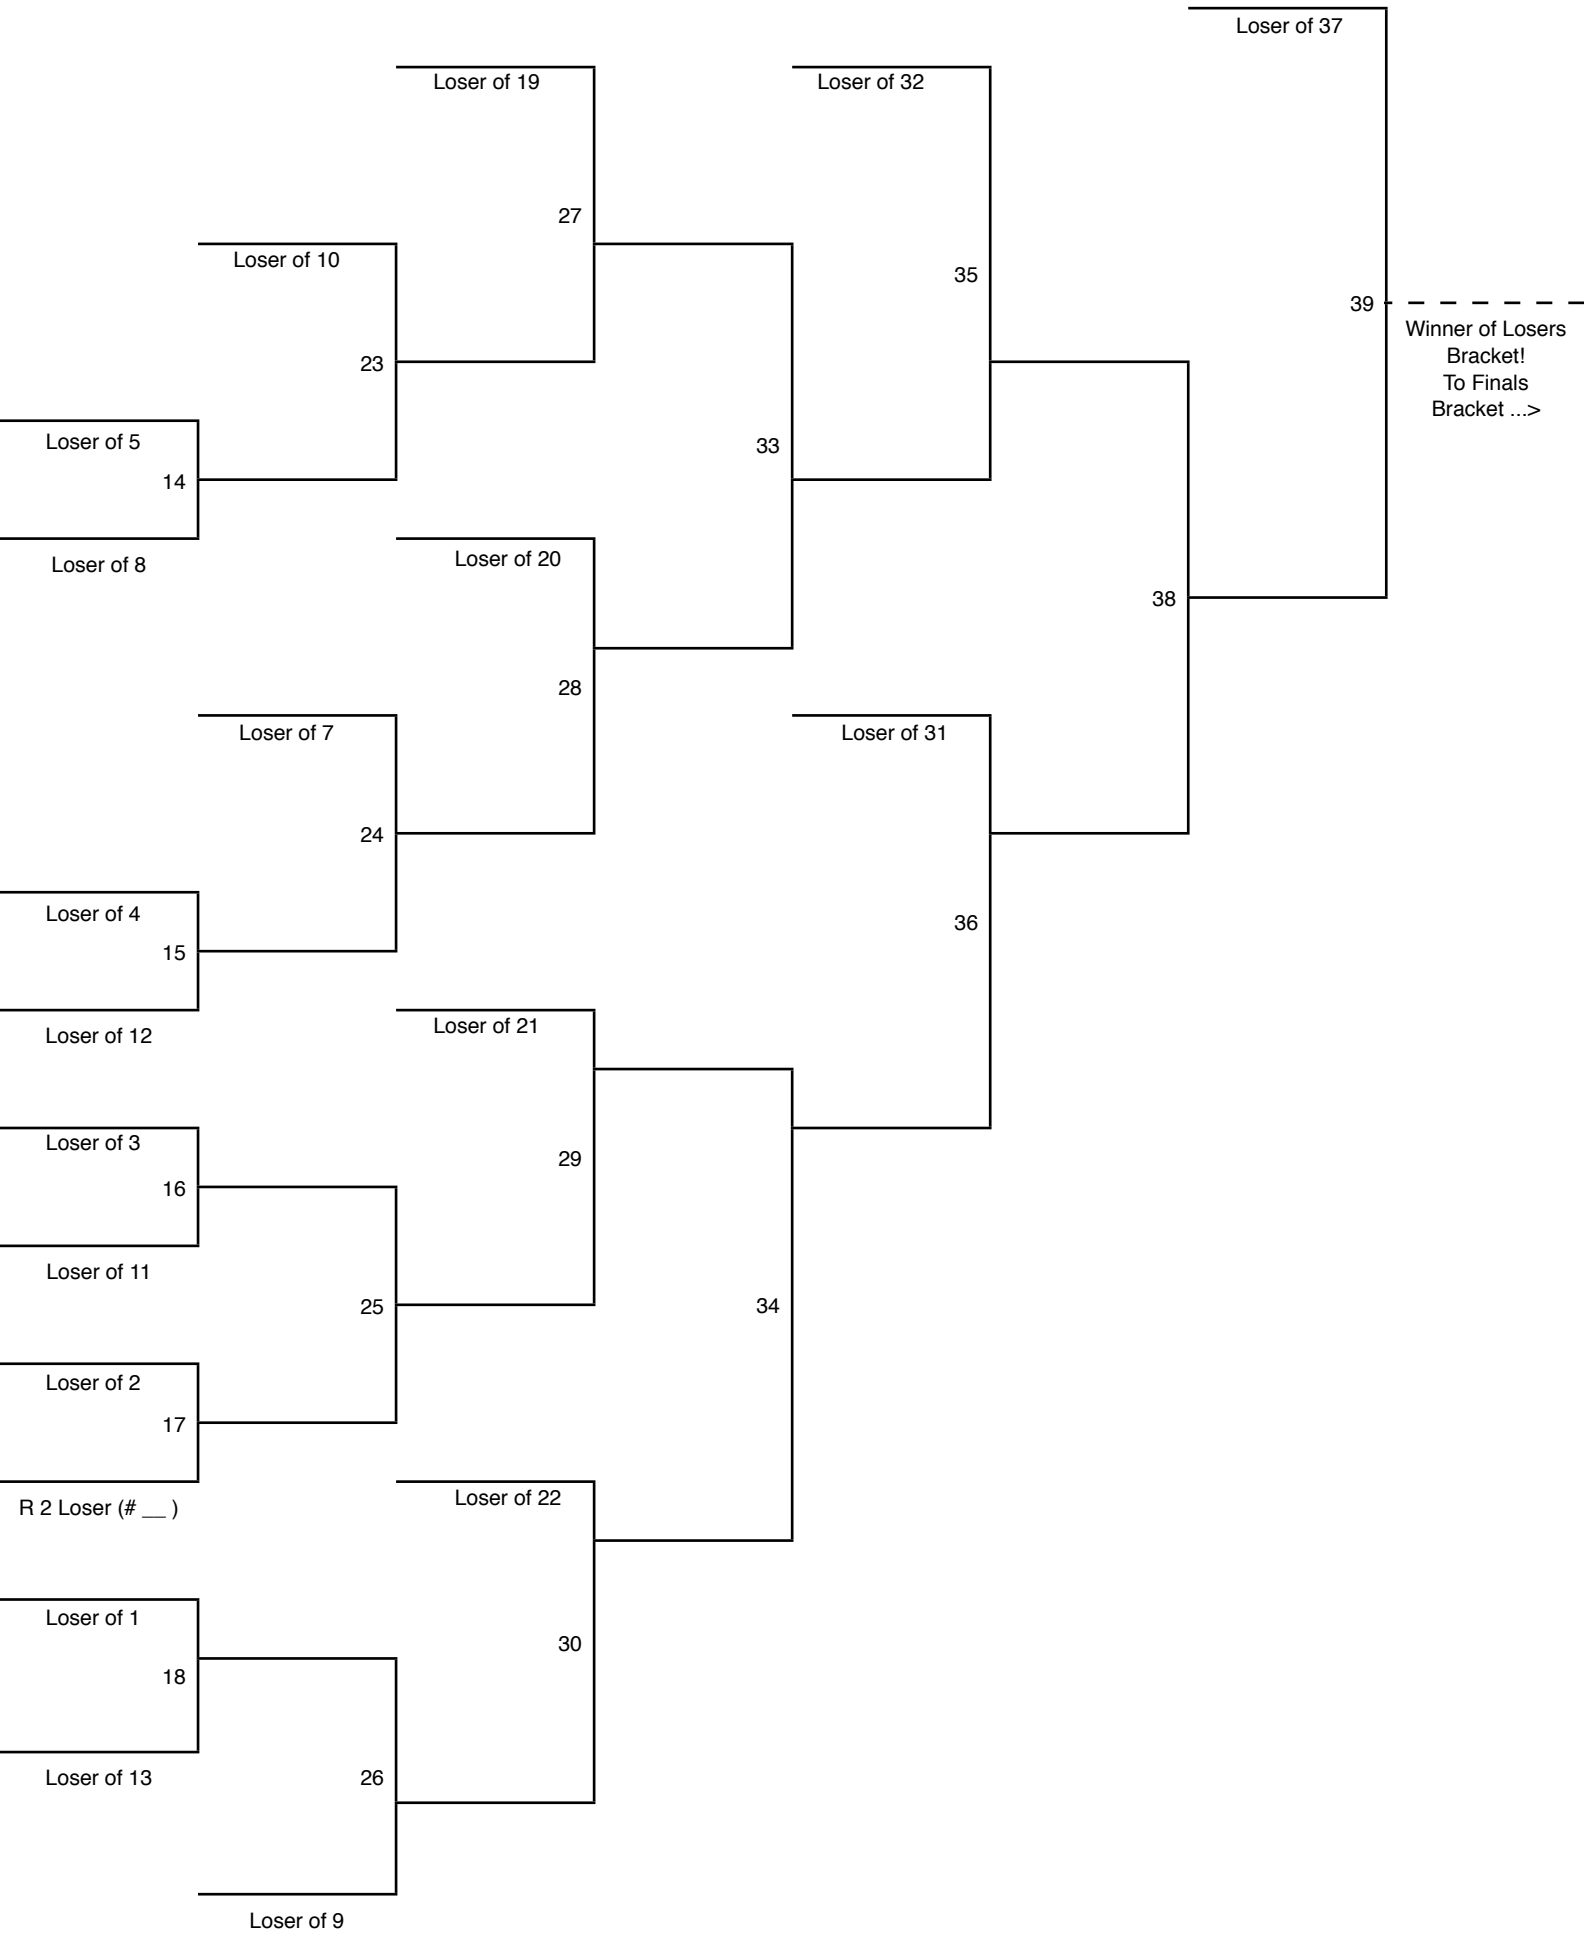 Loser of 37
Loser of 19
Loser of 32
27
Loser of 10
35
39
Winner of Losers
Bracket!
To Finals
Bracket ...>
23
Loser of 5
33
14
Loser of 8
Loser of 20
38
28
Loser of 7
Loser of 31
24
Loser of 4
36
15
Loser of 12
Loser of 21
Loser of 3
29
16
Loser of 11
25
34
Loser of 2
17
R 2 Loser (# __ )
Loser of 22
Loser of 1
30
18
Loser of 13
26
Loser of 9